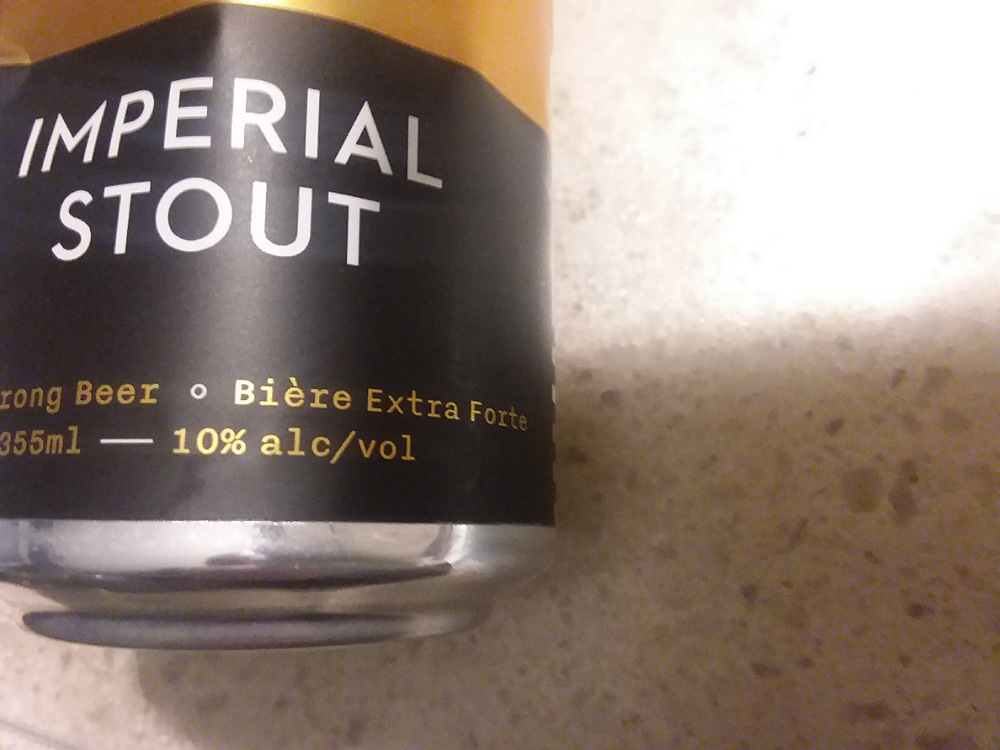 IMPERIAL
STOUT
rong Beer ° Bière Extra Forte
355ml — 10% alc/vol